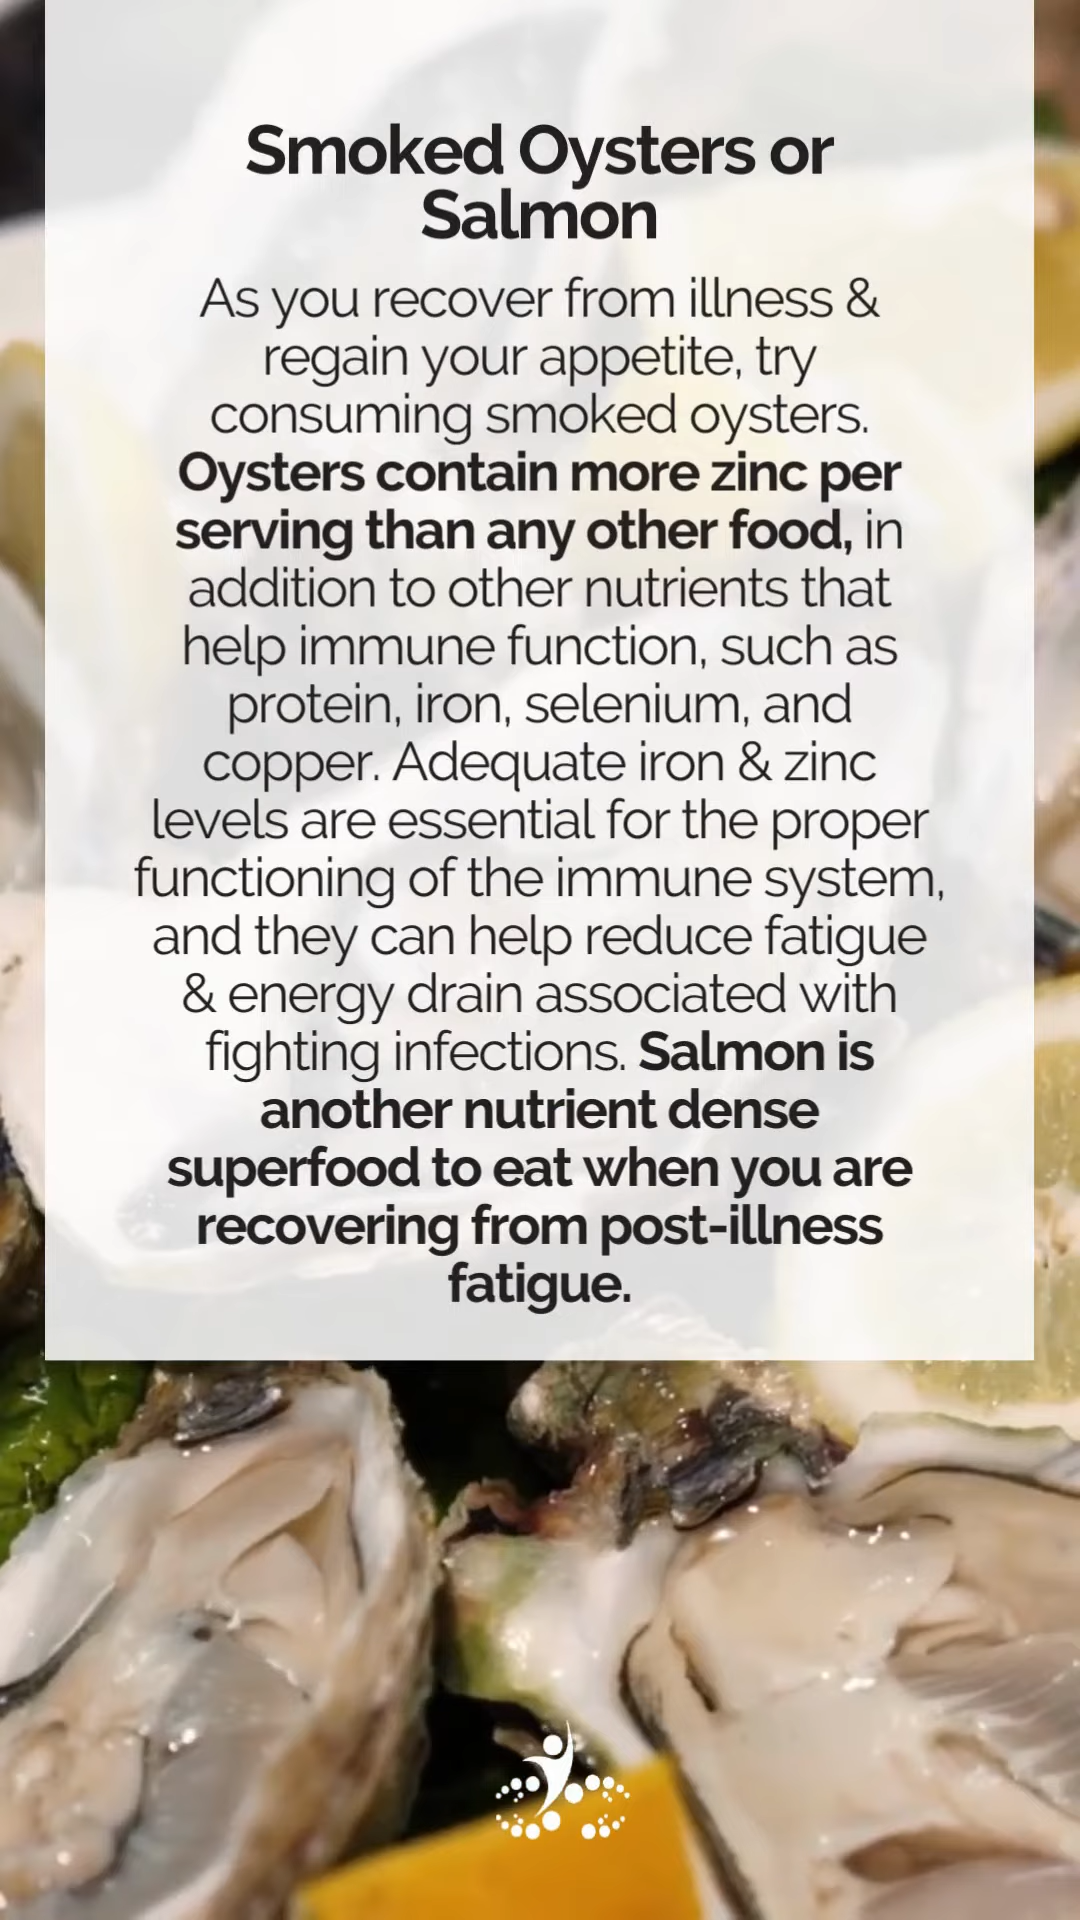 Smoked Oysters or
Salmon
As you recover from illness &
regain your appetite, try
consuming smoked oysters.
Oysters contain more zinc per
serving than any other food, in
addition to other nutrients that
help immune function, such as
protein, iron, selenium, and
copper. Adequate iron & zinc
levels are essential for the proper
functioning of the immune system,
and they can help reduce fatigue
& energy drain associated with
fighting infections. Salmon is
another nutrient dense
superfood to eat when you are
recovering from post-illness
fatigue.